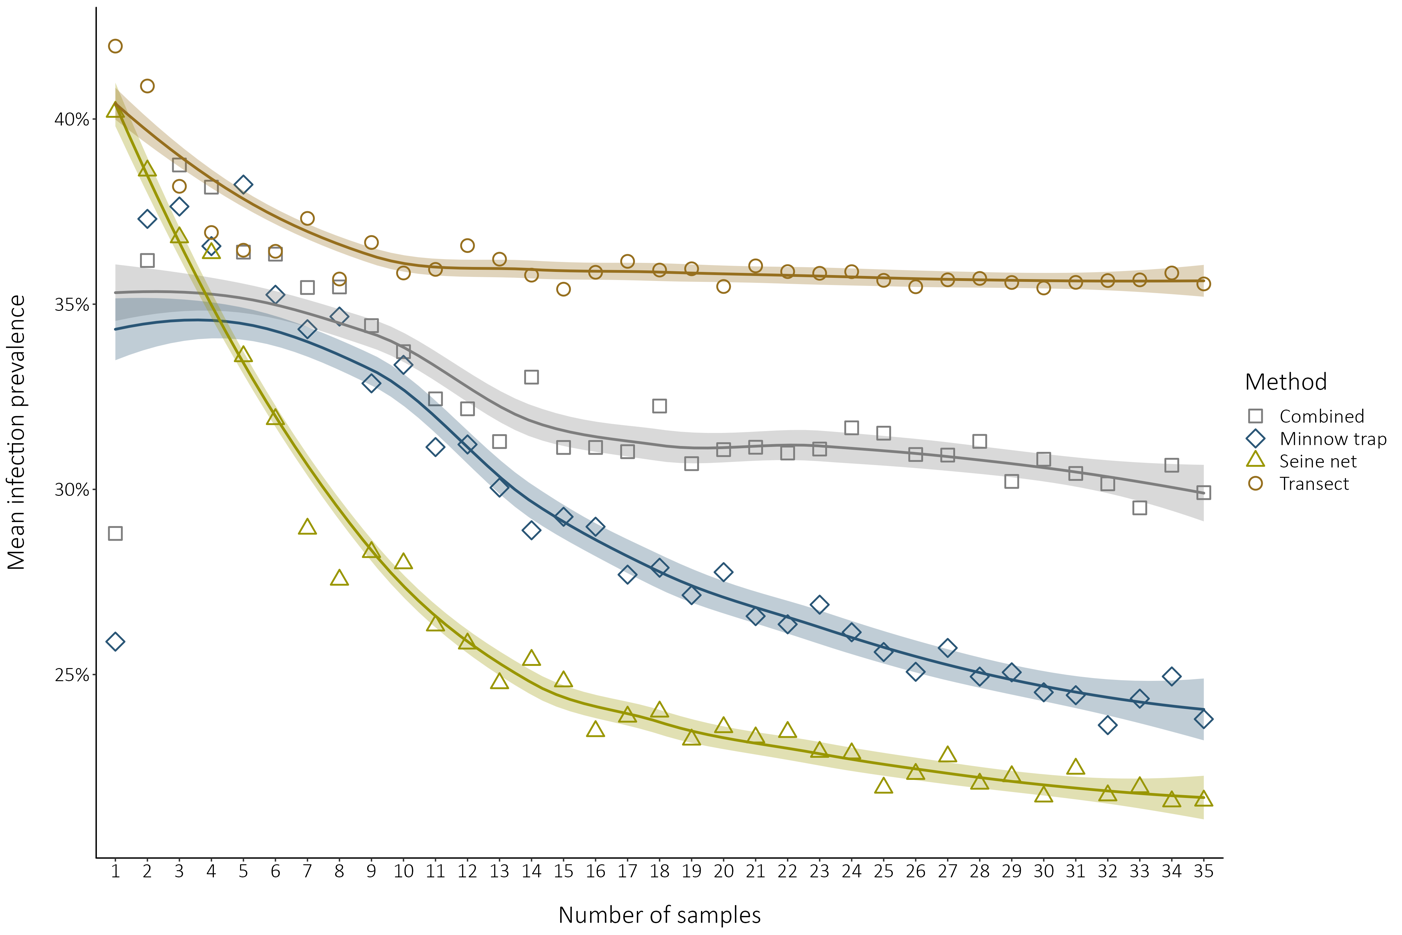 Mean infection prevalence
40%
35%
30%
25%
1 2 3 4 5 6 7 8 9 10 11 12 13 14 15 16 17 18 19 20 21 22 23 24 25 26 27 28 29 30 31 32 33 34 35
Number of samples
Method
Combined
Minnow trap
Seine net
Transect